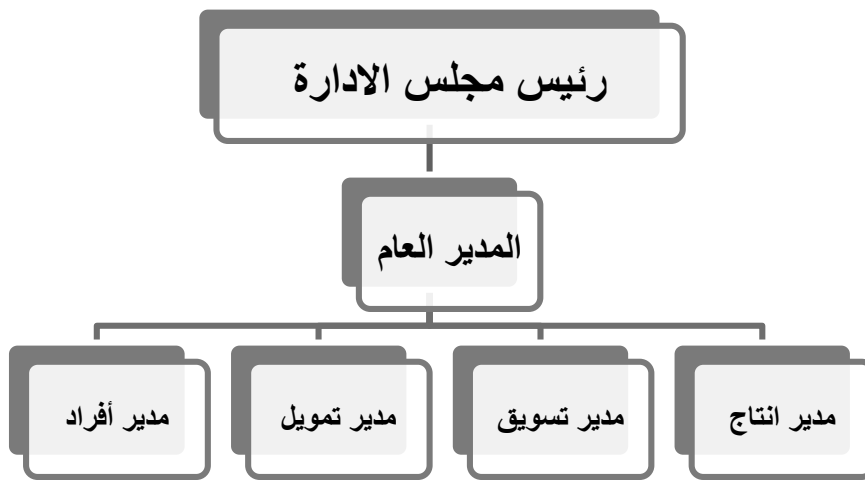 رئيس مجلس الادارة
المدير العام
مدير انتاج
مدير تسويق
مدير تمويل
مدير أفراد